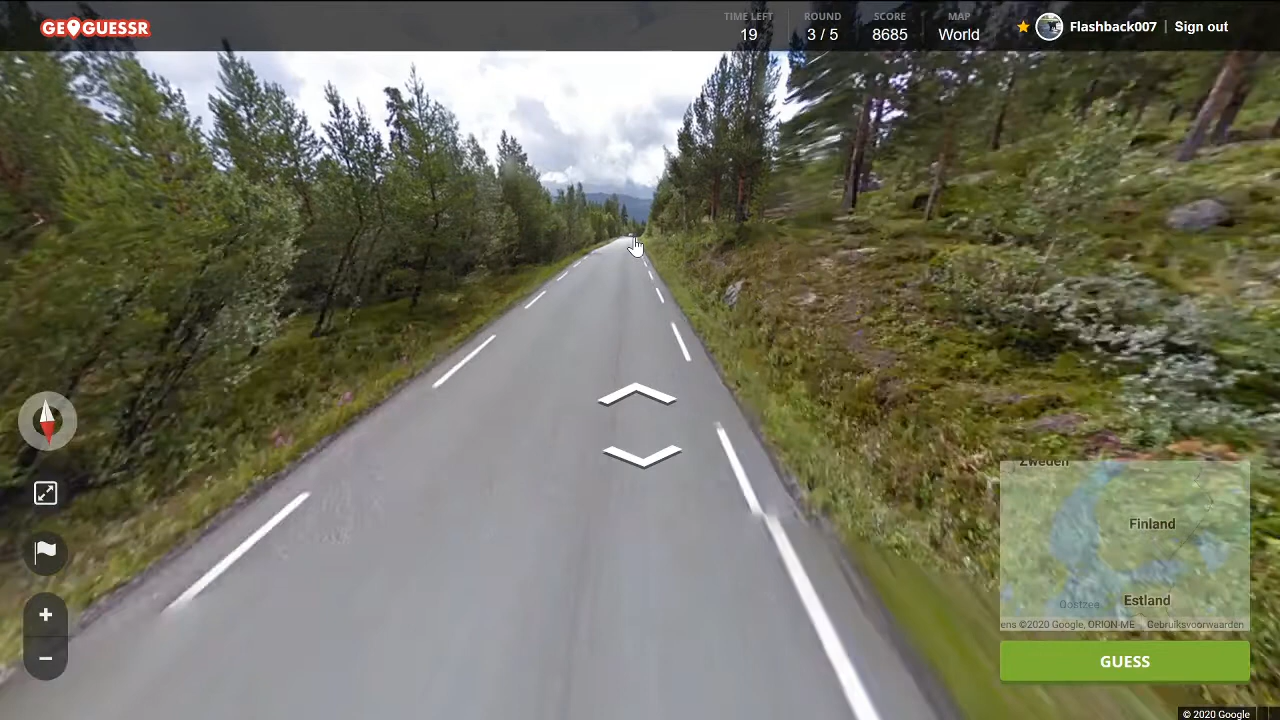 GEOGUESSR
TIME LEFT
19
ROUND
3 / 5
SCORE
8685
MAP
World
Flashback007 | Sign out
Zweden
Finland
Oostzee
Estland
ens ©2020 Google, ORION-ME
Gebruiksvoorwaarden
GUESS
© 2020 Google